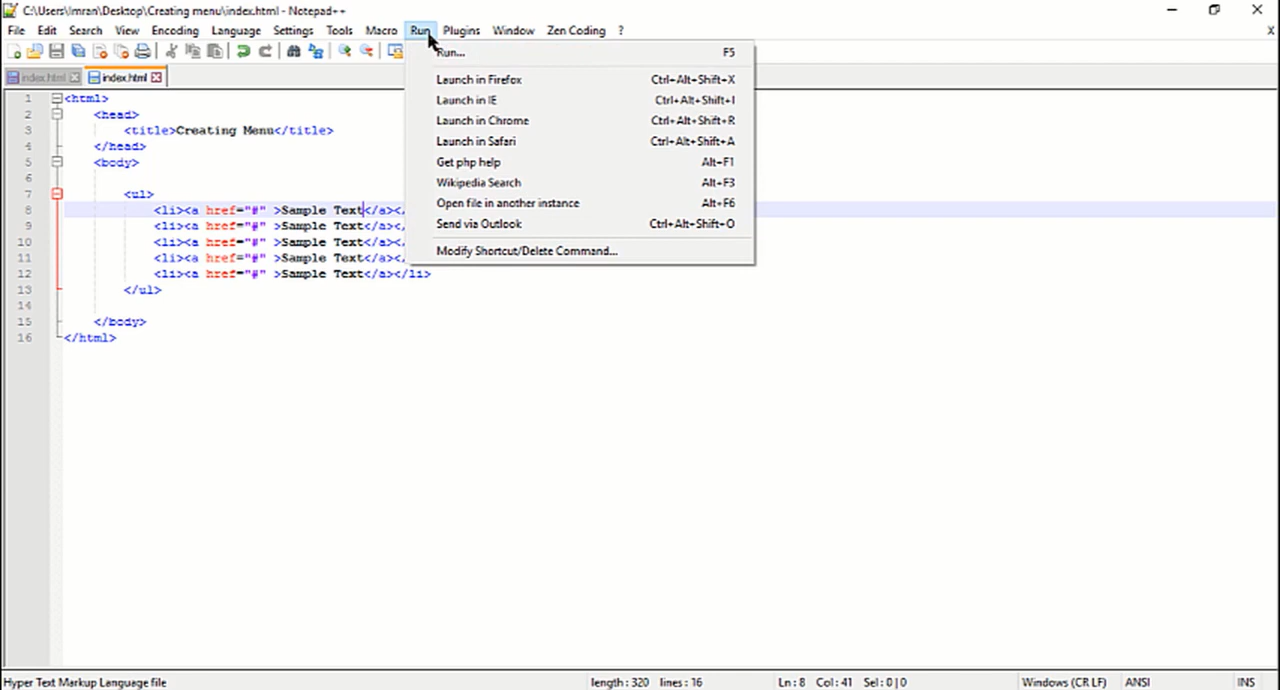 C:\Users\Imran\Desktop\Creating menu\index.html - Notepad++
File Edit Search View Encoding Language Settings Tools Macro Run Plugins Window Zen Coding ? X
index.html index.html
Run... F5
Launch in Firefox Ctrl+Alt+Shift+X
Launch in IE Ctrl+Alt+Shift+I
Launch in Chrome Ctrl+Alt+Shift+R
Launch in Safari Ctrl+Alt+Shift+A
Get php help Alt+F1
Wikipedia Search Alt+F3
Open file in another instance Alt+F6
Send via Outlook Ctrl+Alt+Shift+O
Modify Shortcut/Delete Command...
1 <html>
2 <head>
3 <title>Creating Menu</title>
4 </head>
5 <body>
6
7 <ul>
8 <li><a href="#" >Sample Text</a><
9 <li><a href="#" >Sample Text</a><
10 <li><a href="#" >Sample Text</a><
11 <li><a href="#" >Sample Text</a><
12 <li><a href="#" >Sample Text</a></li>
13 </ul>
14
15 </body>
16 </html>
Hyper Text Markup Language file length : 320 lines : 16 Ln : 8 Col : 41 Sel : 0 | 0 Windows (CR LF) ANSI INS